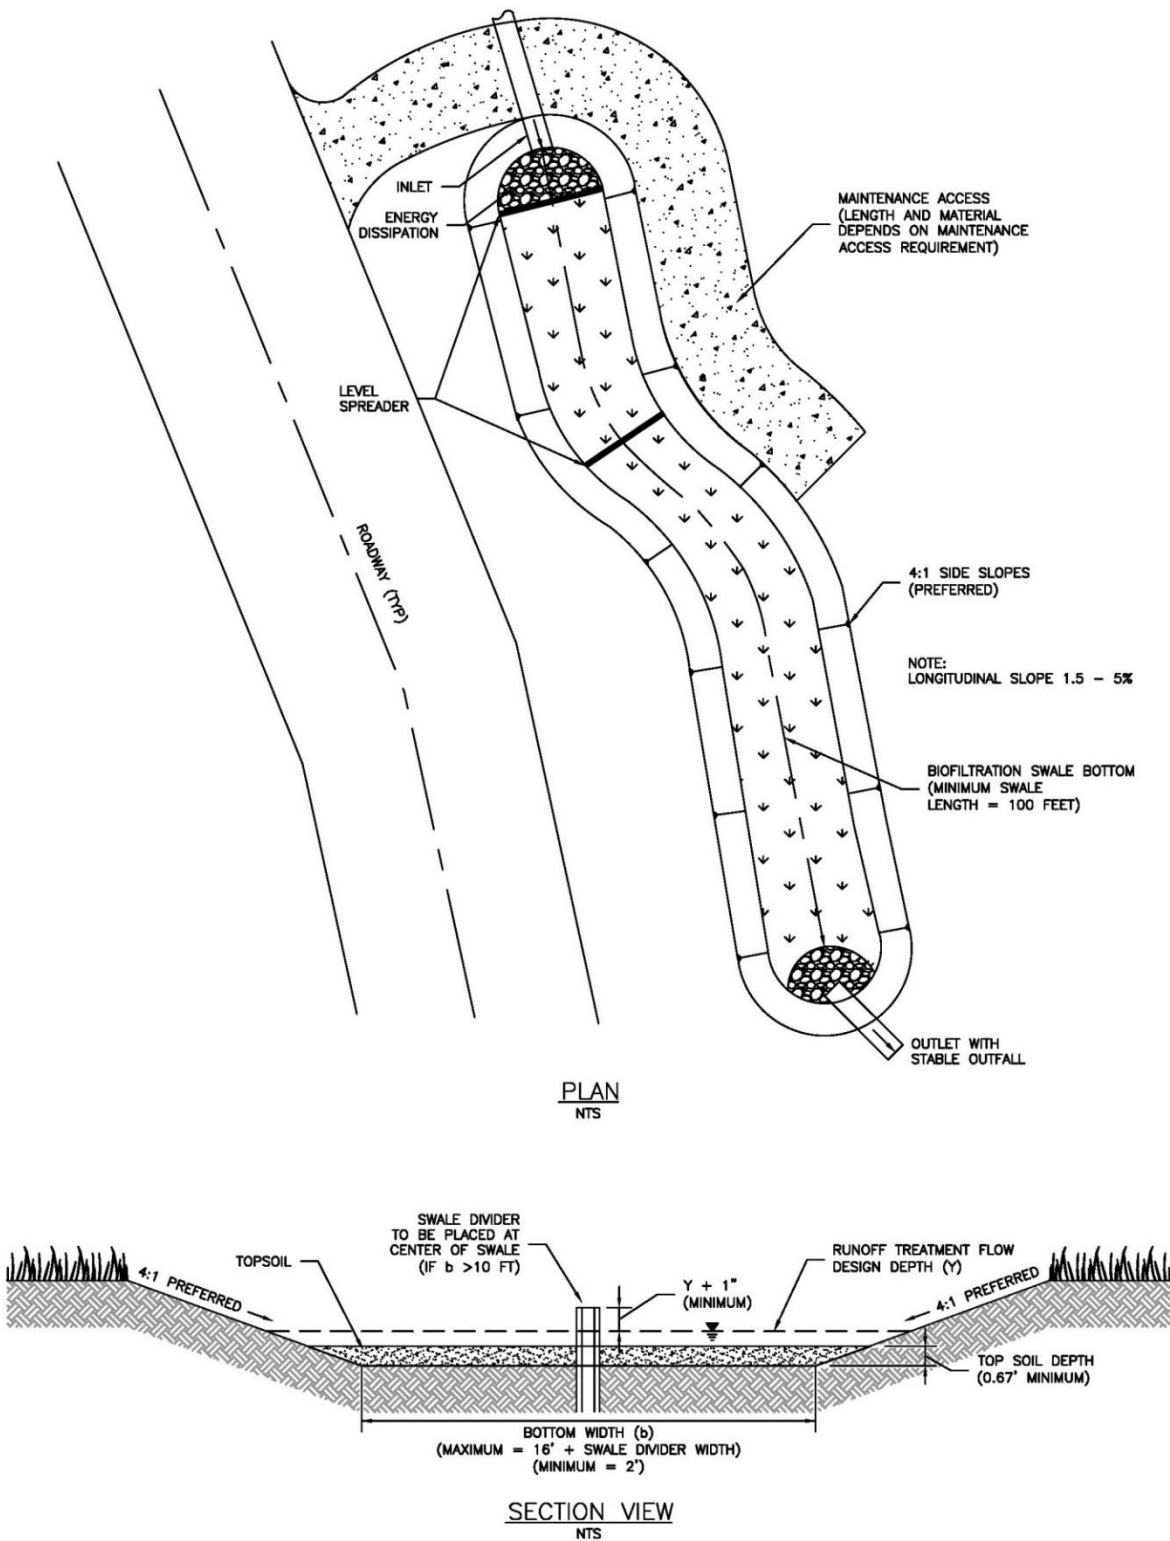 INLET
ENERGY
DISSIPATION
MAINTENANCE ACCESS
(LENGTH AND MATERIAL
DEPENDS ON MAINTENANCE
ACCESS REQUIREMENT)
LEVEL
SPREADER
ROADWAY (TYP)
4:1 SIDE SLOPES
(PREFERRED)
NOTE:
LONGITUDINAL SLOPE 1.5 - 5%
BIOFILTRATION SWALE BOTTOM
(MINIMUM SWALE
LENGTH = 100 FEET)
OUTLET WITH
STABLE OUTFALL
PLAN
NTS
SWALE DIVIDER
TO BE PLACED AT
CENTER OF SWALE
(IF b >10 FT)
TOPSOIL
RUNOFF TREATMENT FLOW
DESIGN DEPTH (Y)
4:1 PREFERRED
Y + 1"
(MINIMUM)
4:1 PREFERRED
TOP SOIL DEPTH
(0.67' MINIMUM)
BOTTOM WIDTH (b)
(MAXIMUM = 16' + SWALE DIVIDER WIDTH)
(MINIMUM = 2')
SECTION VIEW
NTS